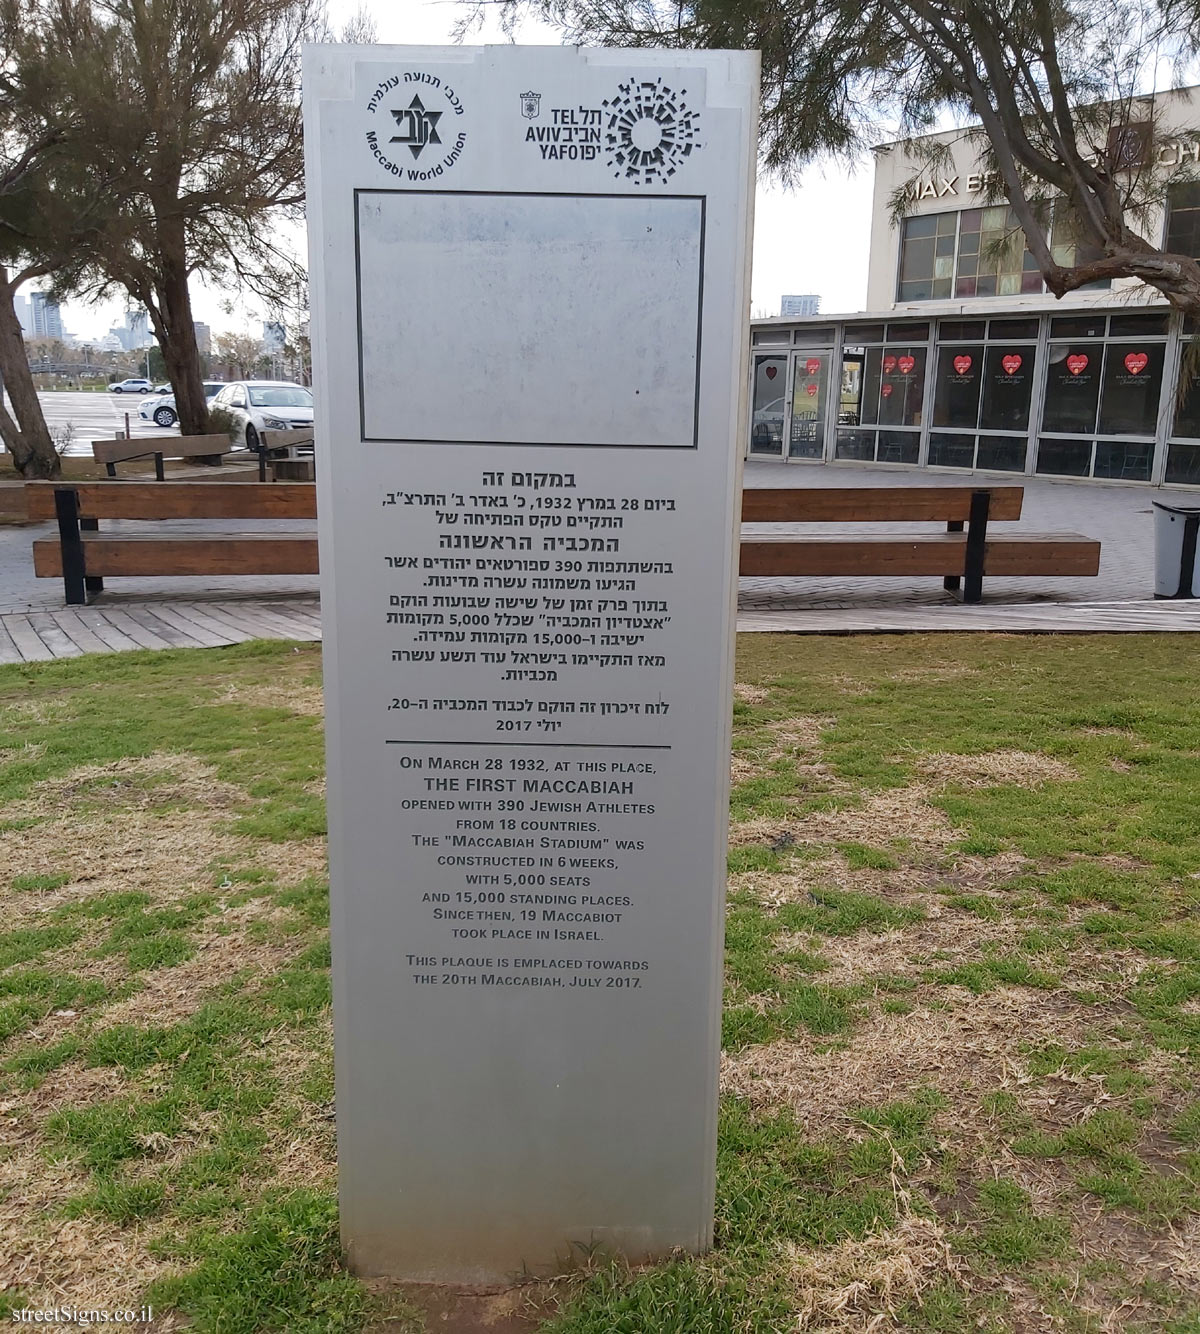 מכבי תנועה עולמית
Maccabi World Union
תל TEL
אביב AVIV
יפו YAFO
MAX BRE
במקום זה
ביום 28 במרץ 1932, כ' באדר ב' התרצ"ב,
התקיים טקס הפתיחה של
המכביה הראשונה
בהשתתפות 390 ספורטאים יהודים אשר
הגיעו משמונה עשרה מדינות.
בתוך פרק זמן של שישה שבועות הוקם
"אצטדיון המכביה" שכלל 5,000 מקומות
ישיבה ו-15,000 מקומות עמידה.
מאז התקיימו בישראל עוד תשע עשרה
מכביות.
לוח זיכרון זה הוקם לכבוד המכביה ה-20,
יולי 2017
ON MARCH 28 1932, AT THIS PLACE,
THE FIRST MACCABIAH
OPENED WITH 390 JEWISH ATHLETES
FROM 18 COUNTRIES.
THE "MACCABIAH STADIUM" WAS
CONSTRUCTED IN 6 WEEKS,
WITH 5,000 SEATS
AND 15,000 STANDING PLACES.
SINCE THEN, 19 MACCABIOT
TOOK PLACE IN ISRAEL.
THIS PLAQUE IS EMPLACED TOWARDS
THE 20TH MACCABIAH, JULY 2017.
streetSigns.co.il